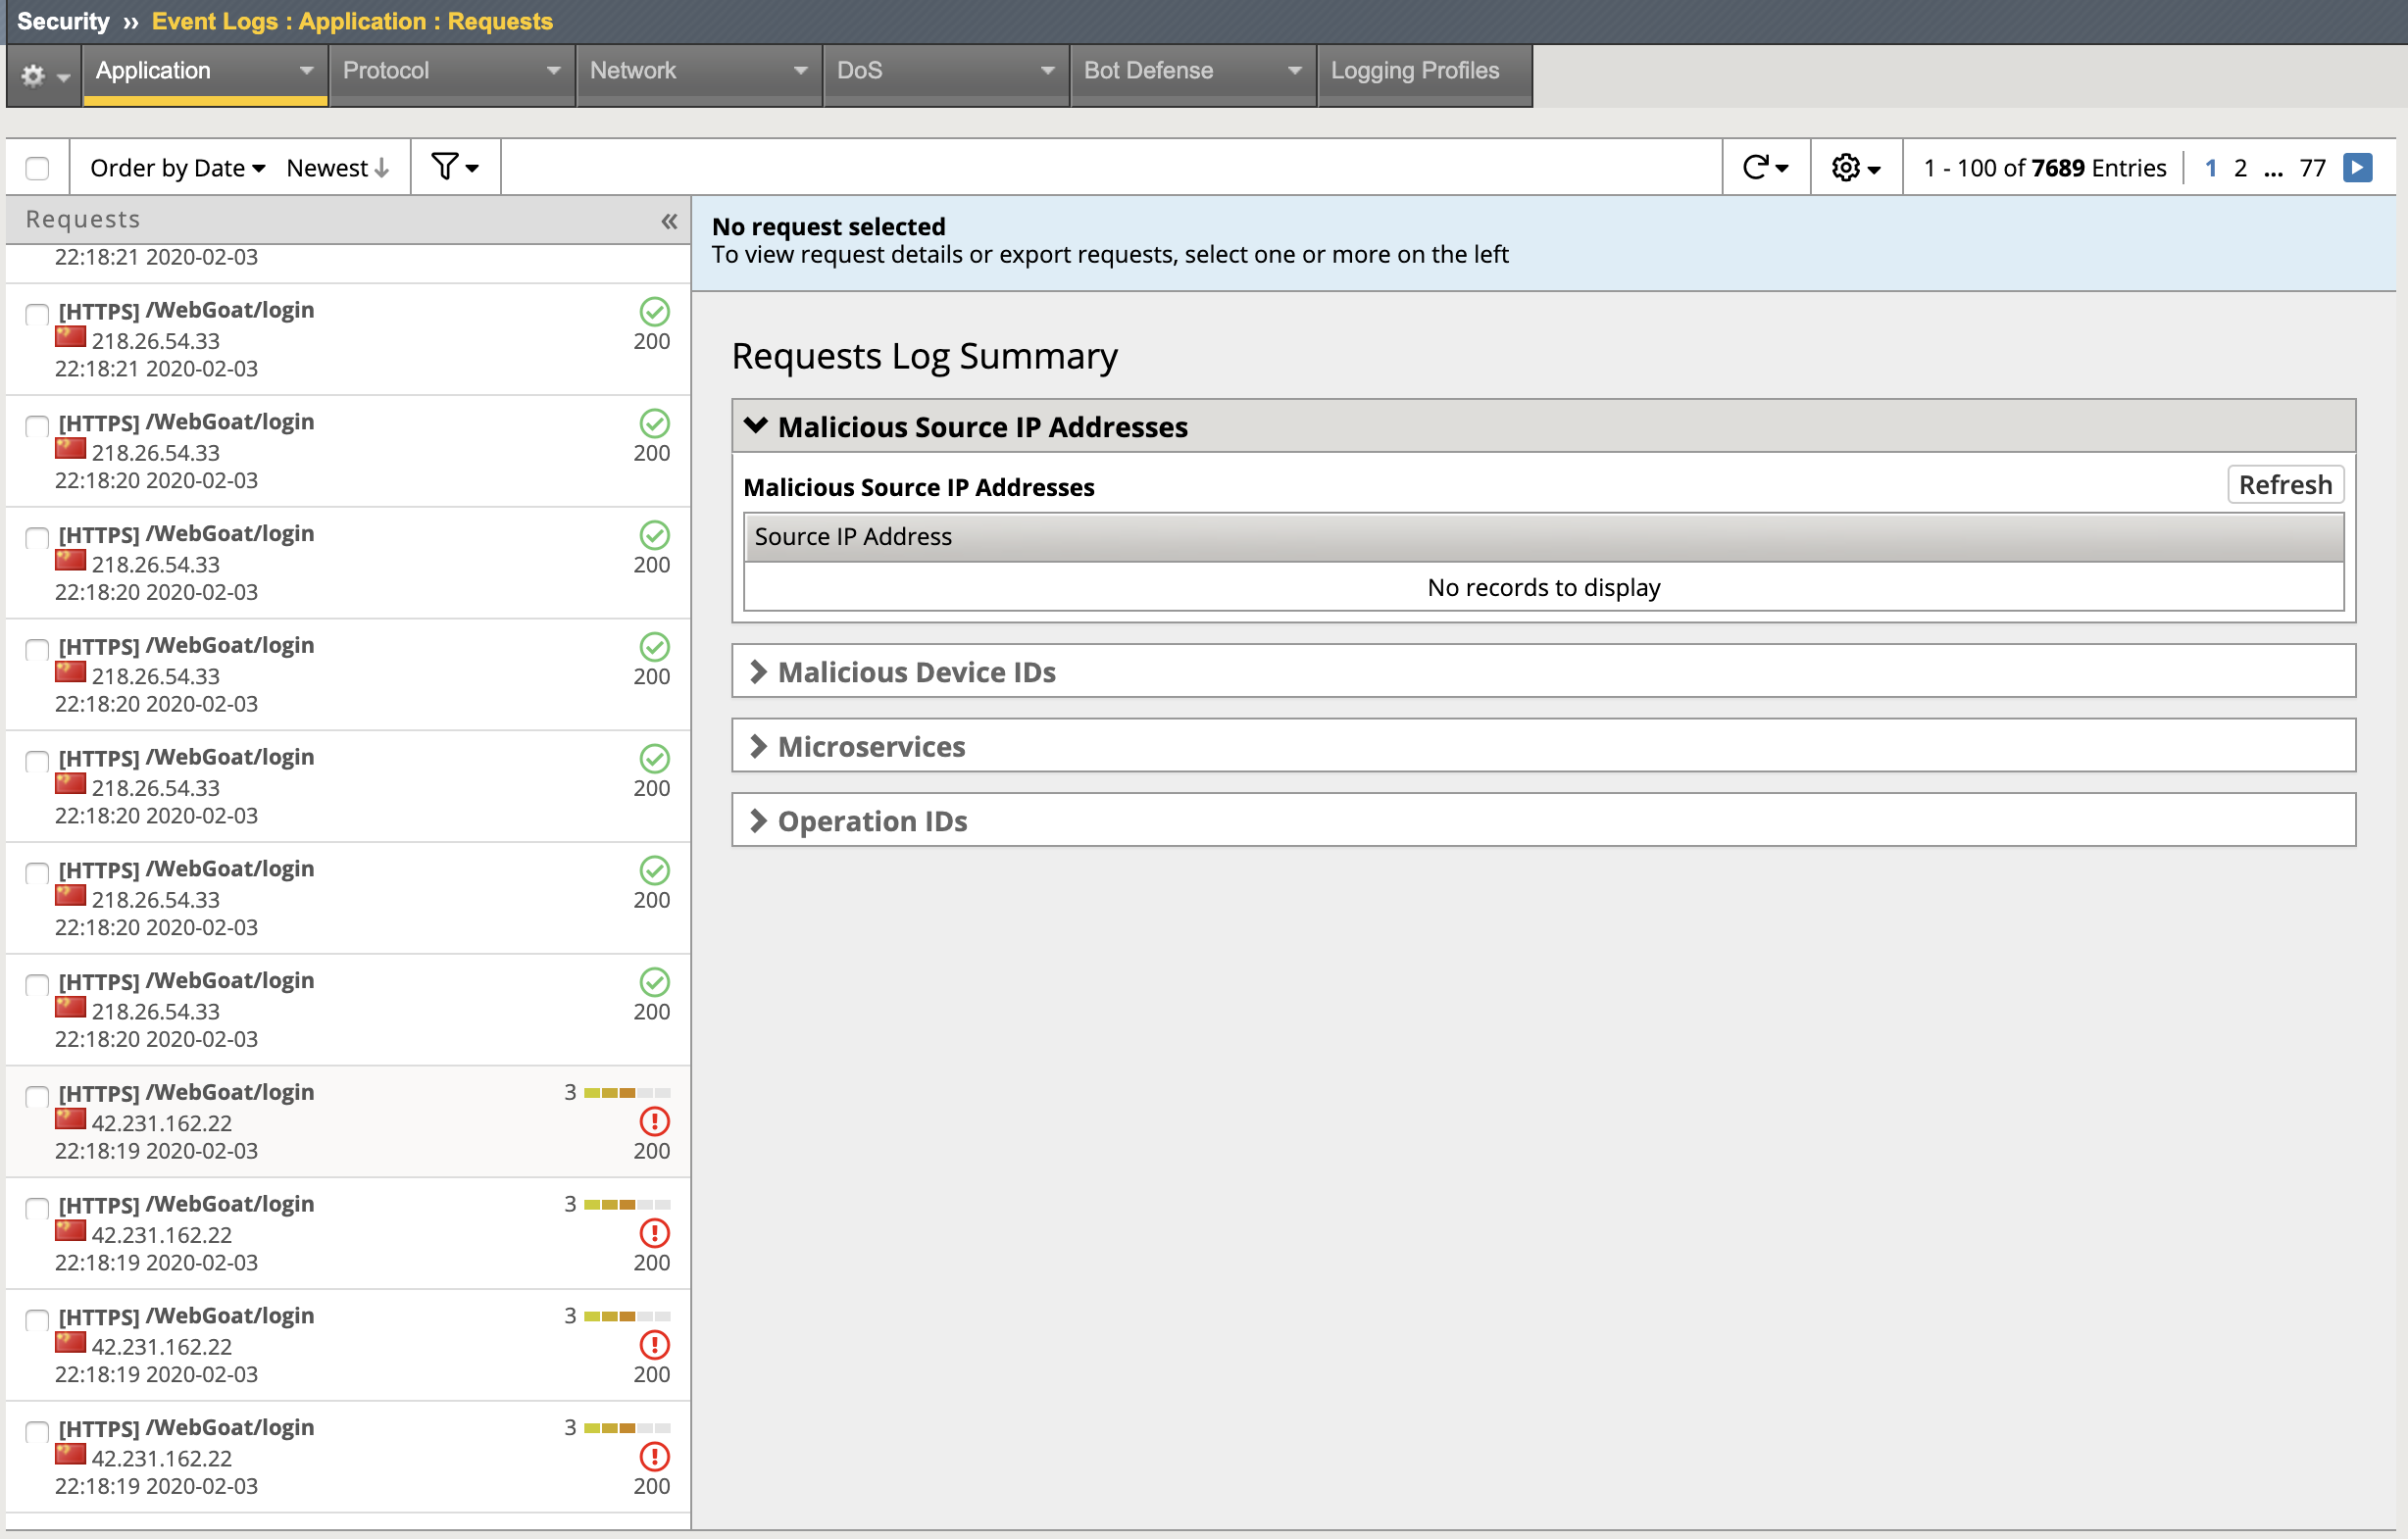 Security ›› Event Logs : Application : Requests
Application Protocol Network DoS Bot Defense Logging Profiles
Order by Date Newest 1 - 100 of 7689 Entries 1 2 ... 77
Requests «
22:18:21 2020-02-03
[HTTPS] /WebGoat/login
218.26.54.33 200
22:18:21 2020-02-03
[HTTPS] /WebGoat/login
218.26.54.33 200
22:18:20 2020-02-03
[HTTPS] /WebGoat/login
218.26.54.33 200
22:18:20 2020-02-03
[HTTPS] /WebGoat/login
218.26.54.33 200
22:18:20 2020-02-03
[HTTPS] /WebGoat/login
218.26.54.33 200
22:18:20 2020-02-03
[HTTPS] /WebGoat/login
218.26.54.33 200
22:18:20 2020-02-03
[HTTPS] /WebGoat/login
218.26.54.33 200
22:18:20 2020-02-03
[HTTPS] /WebGoat/login 3
42.231.162.22
22:18:19 2020-02-03 200
[HTTPS] /WebGoat/login 3
42.231.162.22
22:18:19 2020-02-03 200
[HTTPS] /WebGoat/login 3
42.231.162.22
22:18:19 2020-02-03 200
[HTTPS] /WebGoat/login 3
42.231.162.22
22:18:19 2020-02-03 200
No request selected
To view request details or export requests, select one or more on the left
Requests Log Summary
Malicious Source IP Addresses
Malicious Source IP Addresses Refresh
Source IP Address
No records to display
Malicious Device IDs
Microservices
Operation IDs